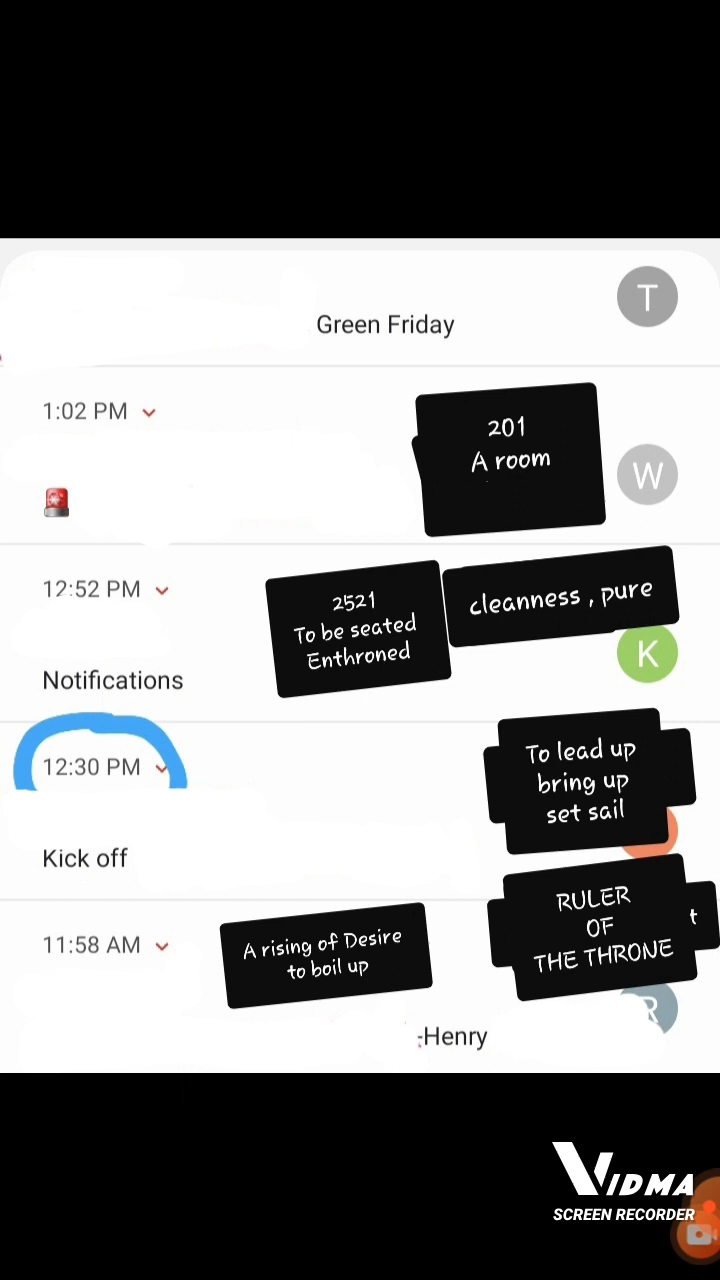 T
Green Friday
1:02 PM
201
A room
W
12:52 PM
2521
To be seated
Enthroned
cleanness , pure
K
Notifications
12:30 PM
To lead up
bring up
set sail
Kick off
RULER
OF
THE THRONE
t
11:58 AM
A rising of Desire
to boil up
R
-Henry
VIDMA
SCREEN RECORDER